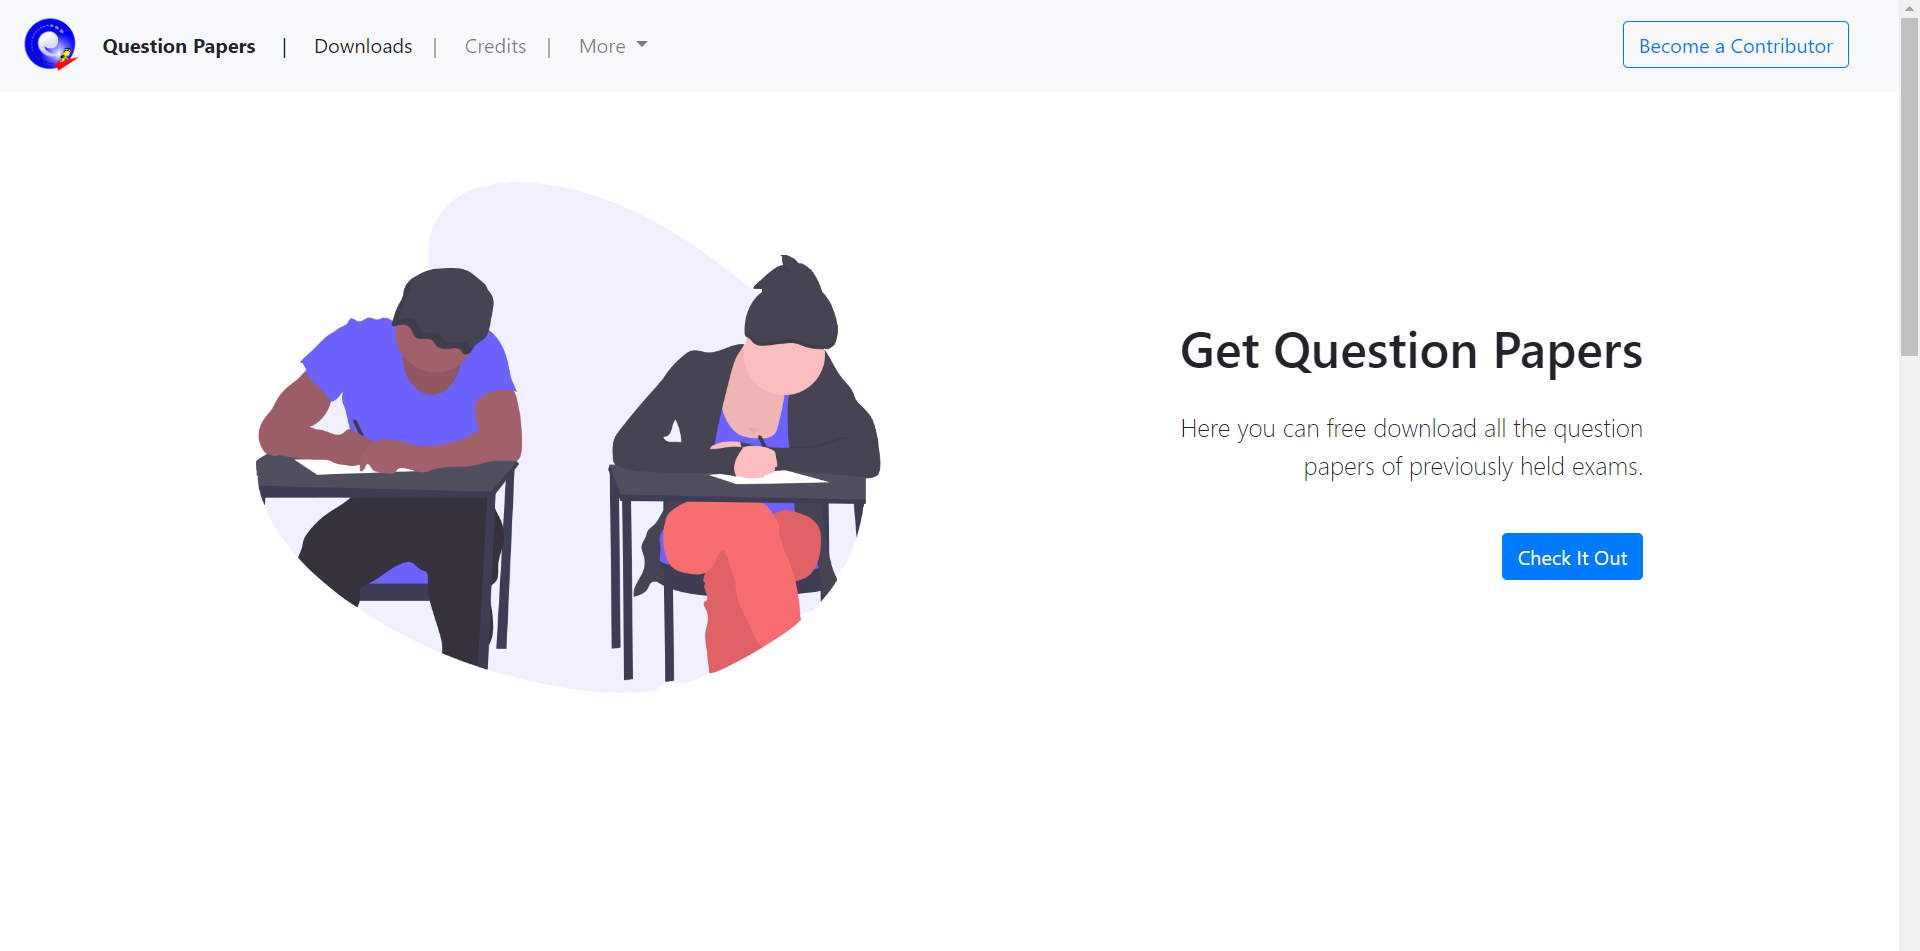 Question Papers | Downloads | Credits | More
Become a Contributor
Get Question Papers
Here you can free download all the question
papers of previously held exams.
Check It Out